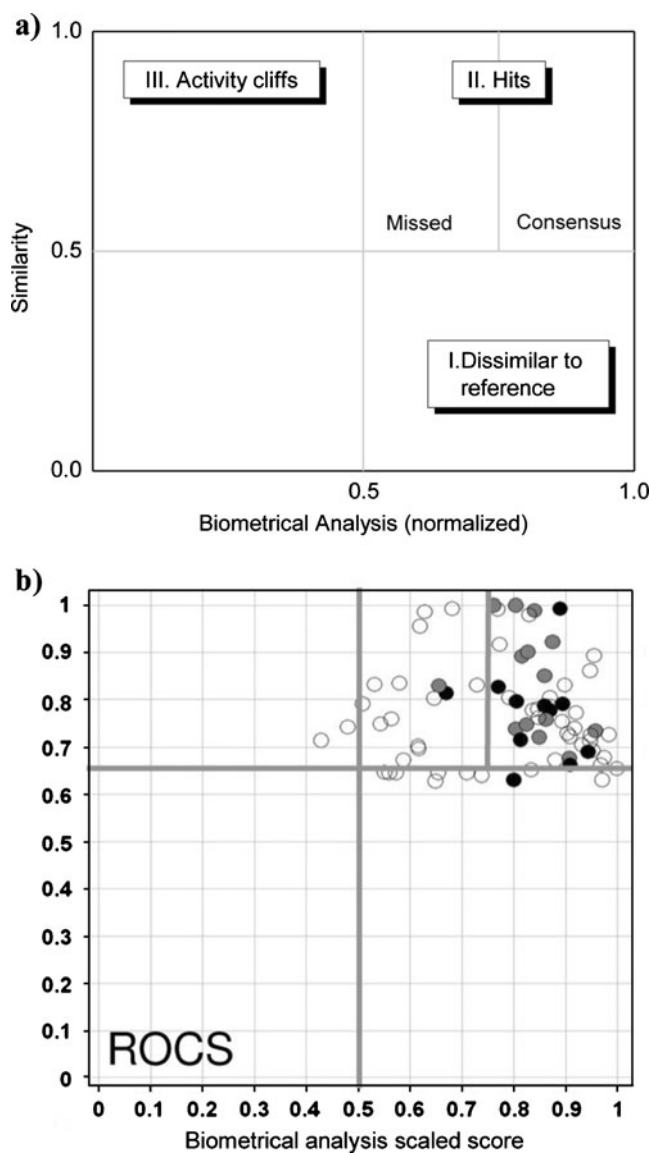 a)
1.0
III. Activity cliffs
II. Hits
Missed
Consensus
0.5
Similarity
I.Dissimilar to
reference
0.0
0.5
1.0
Biometrical Analysis (normalized)
b)
1
0.9
0.8
0.7
0.6
0.5
0.4
0.3
0.2
0.1
0
ROCS
0 0.1 0.2 0.3 0.4 0.5 0.6 0.7 0.8 0.9 1
Biometrical analysis scaled score